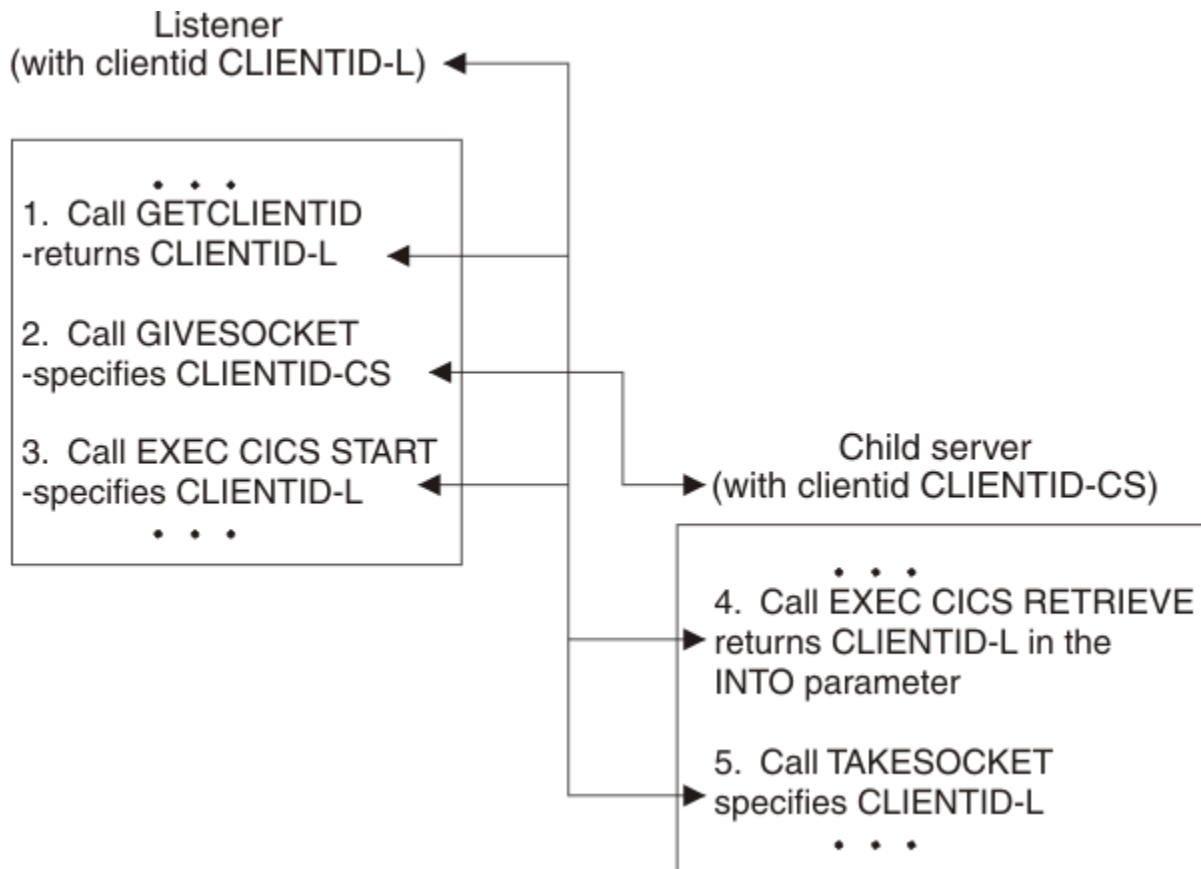 Listener
(with clientid CLIENTID-L)
. . .
1. Call GETCLIENTID
-returns CLIENTID-L
2. Call GIVESOCKET
-specifies CLIENTID-CS
3. Call EXEC CICS START
-specifies CLIENTID-L
. . .
Child server
(with clientid CLIENTID-CS)
. . .
4. Call EXEC CICS RETRIEVE
returns CLIENTID-L in the
INTO parameter
5. Call TAKESOCKET
specifies CLIENTID-L
. . .